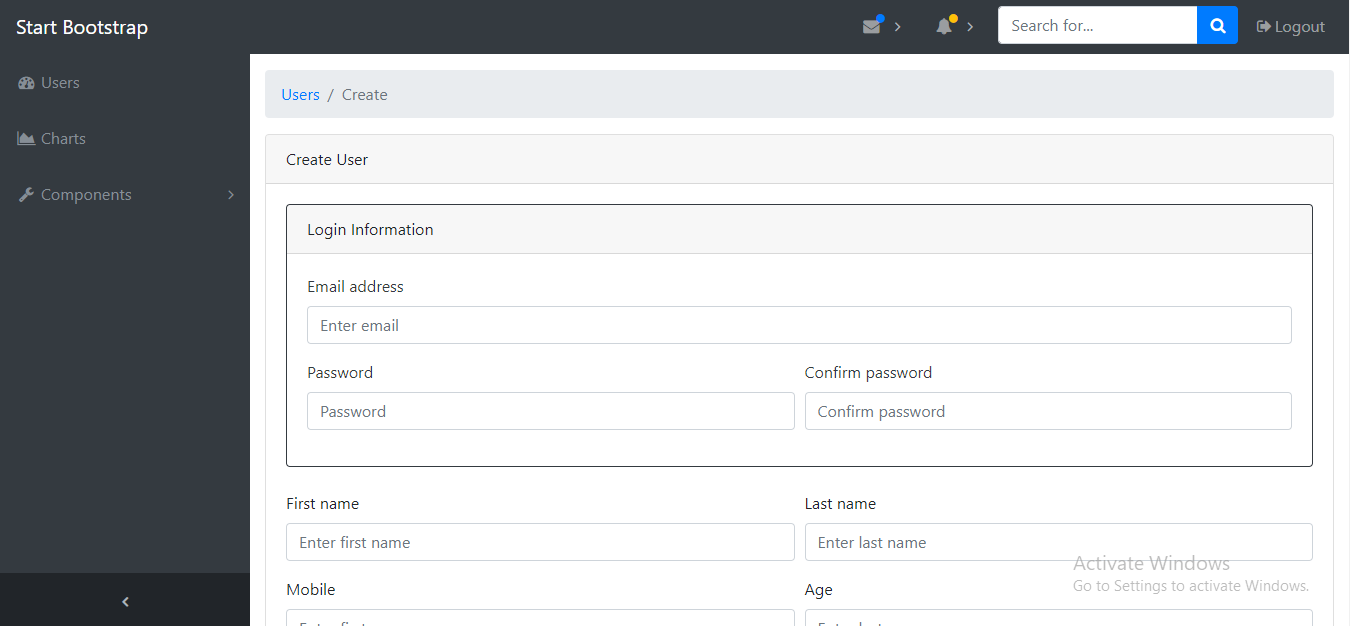 Start Bootstrap
Search for...
Logout
Users
Charts
Components
Users / Create
Create User
Login Information
Email address
Enter email
Password Confirm password
Password Confirm password
First name Last name
Enter first name Enter last name
Activate Windows
Go to Settings to activate Windows.
Mobile Age